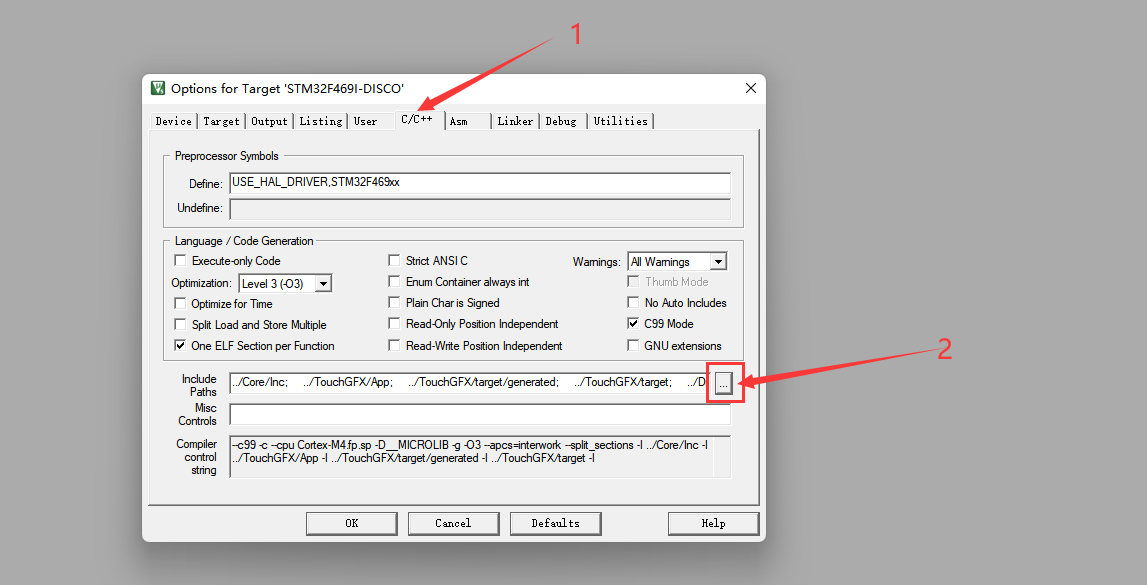 1
Options for Target 'STM32F469I-DISCO'
Device Target Output Listing User C/C++ Asm Linker Debug Utilities
Preprocessor Symbols
Define: USE_HAL_DRIVER,STM32F469xx
Undefine:
Language / Code Generation
Execute-only Code Strict ANSI C Warnings: All Warnings
Optimization: Level 3 (-O3) Enum Container always int Thumb Mode
Optimize for Time Plain Char is Signed No Auto Includes
Split Load and Store Multiple Read-Only Position Independent C99 Mode
One ELF Section per Function Read-Write Position Independent GNU extensions
2
Include Paths ../Core/Inc; ../TouchGFX/App; ../TouchGFX/target/generated; ../TouchGFX/target; ../D ...
Misc Controls
Compiler control string --c99 -c --cpu Cortex-M4.fp.sp -D__MICROLIB -g -O3 --apcs=interwork --split_sections -I ../Core/Inc -I
../TouchGFX/App -I ../TouchGFX/target/generated -I ../TouchGFX/target -I
OK Cancel Defaults Help